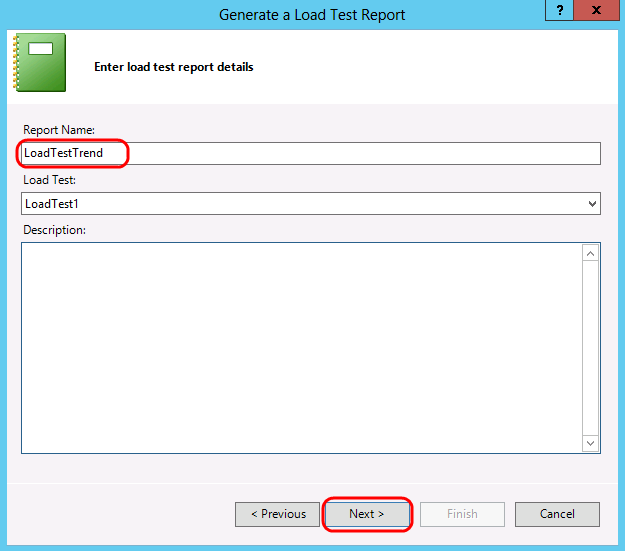 Generate a Load Test Report
? x
Enter load test report details
Report Name:
LoadTestTrend
Load Test:
LoadTest1
Description:
< Previous Next > Finish Cancel